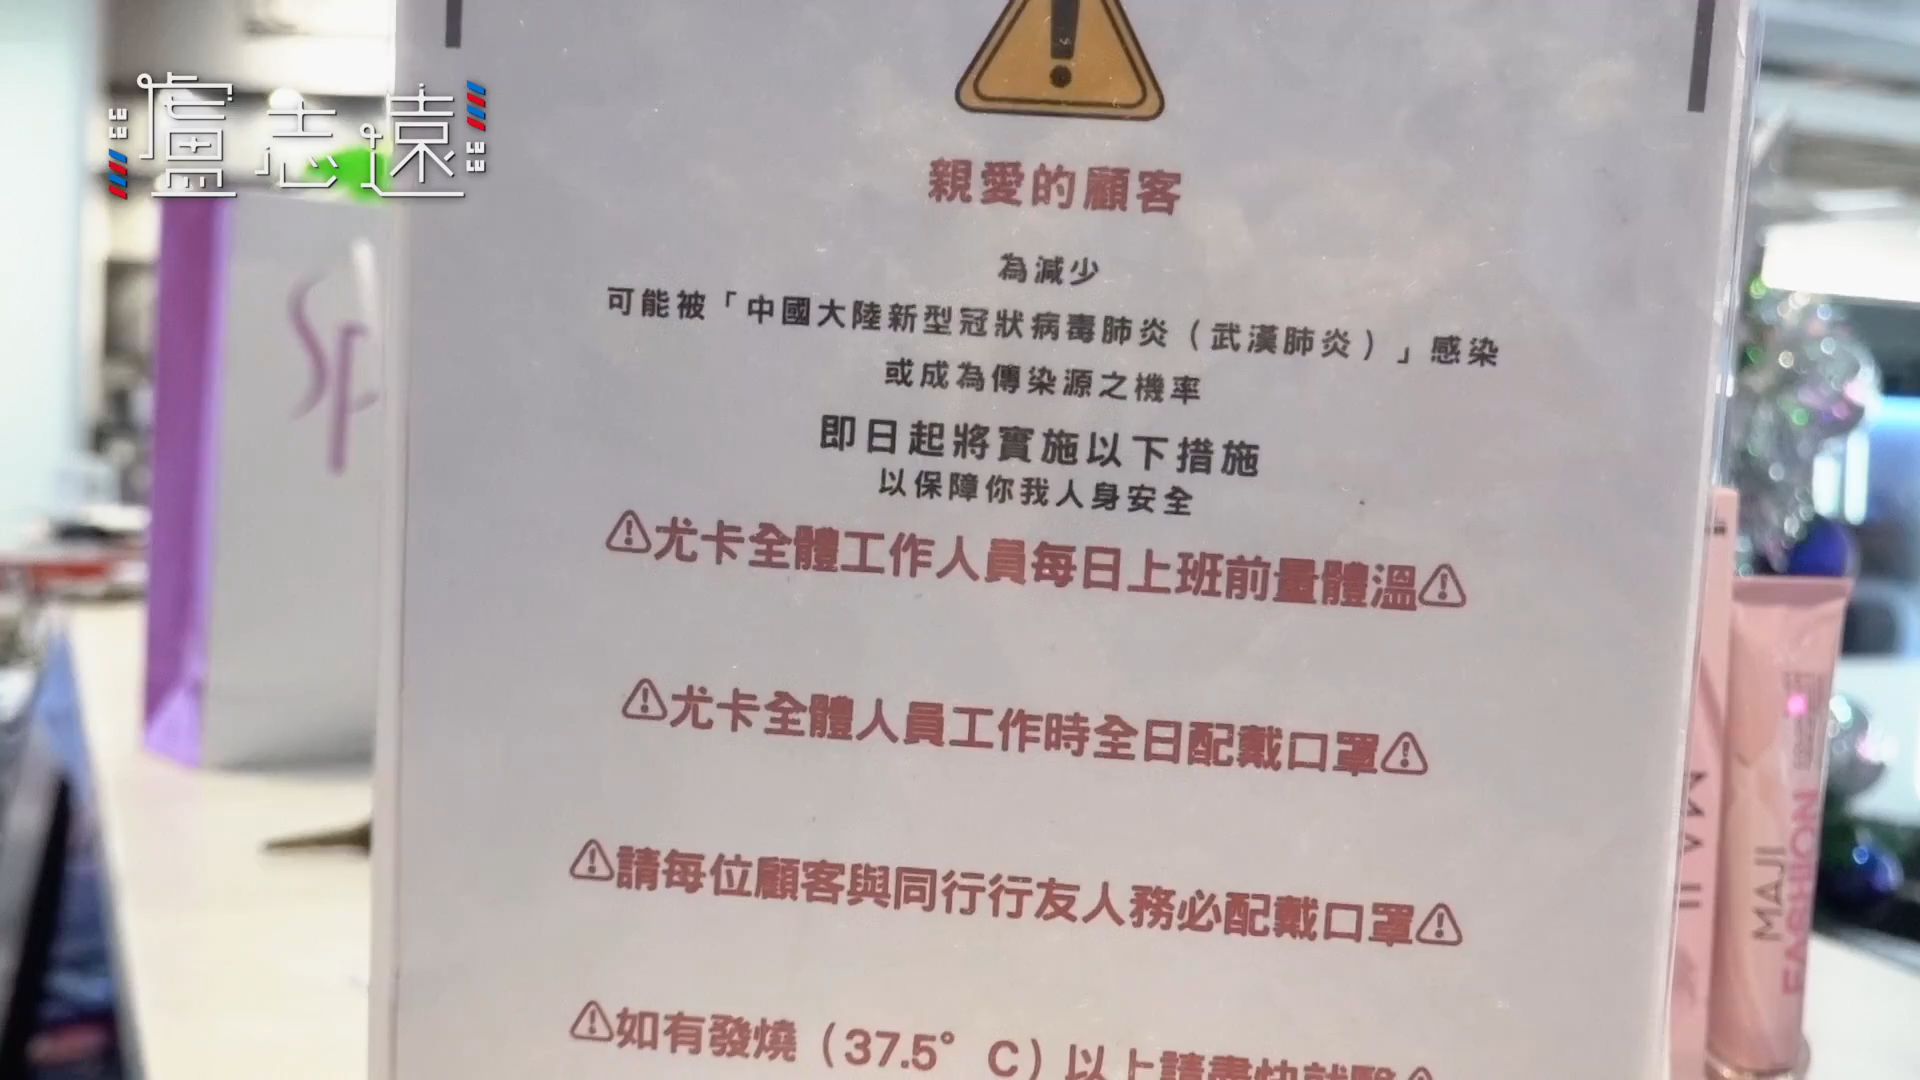 盧志遠
親愛的顧客
為減少
可能被「中國大陸新型冠狀病毒肺炎（武漢肺炎）」感染
或成為傳染源之機率
即日起將實施以下措施
以保障你我人身安全
尤卡全體工作人員每日上班前量體溫
尤卡全體人員工作時全日配戴口罩
請每位顧客與同行行友人務必配戴口罩
如有發燒（37.5°C）以上請盡快就醫
MAJI
FASHION